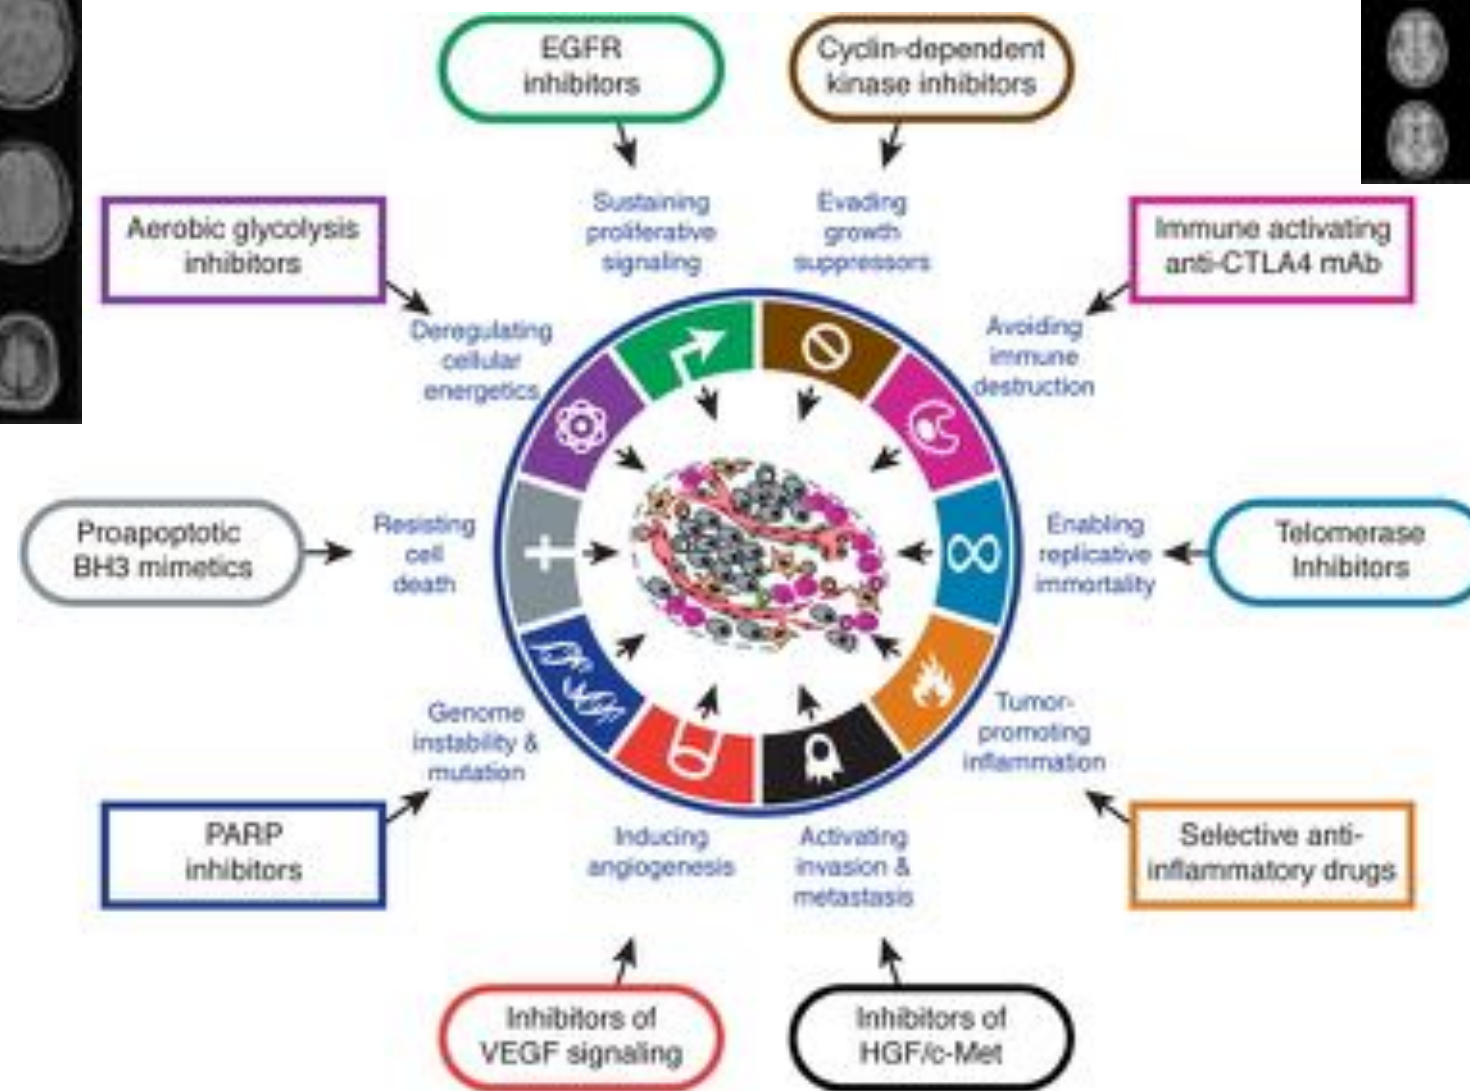 EGFR
inhibitors
Cyclin-dependent
kinase inhibitors
Sustaining
proliferative
signaling
Evading
growth
suppressors
Aerobic glycolysis
inhibitors
Immune activating
anti-CTLA4 mAb
Deregulating
cellular
energetics
Avoiding
immune
destruction
Proapoptotic
BH3 mimetics
Resisting
cell
death
Enabling
replicative
immortality
Telomerase
Inhibitors
Genome
instability &
mutation
Tumor-
promoting
inflammation
PARP
inhibitors
Inducing
angiogenesis
Activating
invasion &
metastasis
Selective anti-
inflammatory drugs
Inhibitors of
VEGF signaling
Inhibitors of
HGF/c-Met